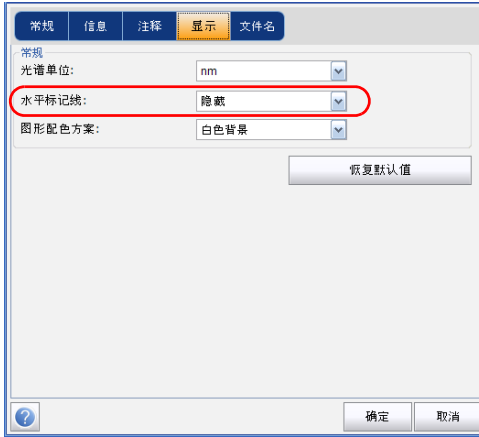 常规 信息 注释 显示 文件名
常规
光谱单位: nm
水平标记线: 隐藏
图形配色方案: 白色背景
恢复默认值
? 确定 取消